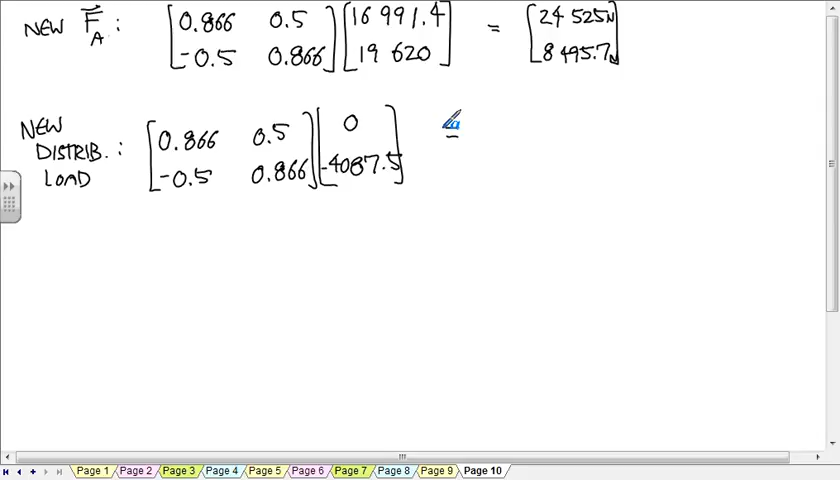 NEW F⃗A : [0.866 0.5] [16 991.4] = [24 525N]
[-0.5 0.866] [19 620] [8 495.7N]
NEW
DISTRIB. : [0.866 0.5] [0] =
LOAD [-0.5 0.866] [-4087.5]
Page 1 Page 2 Page 3 Page 4 Page 5 Page 6 Page 7 Page 8 Page 9 Page 10